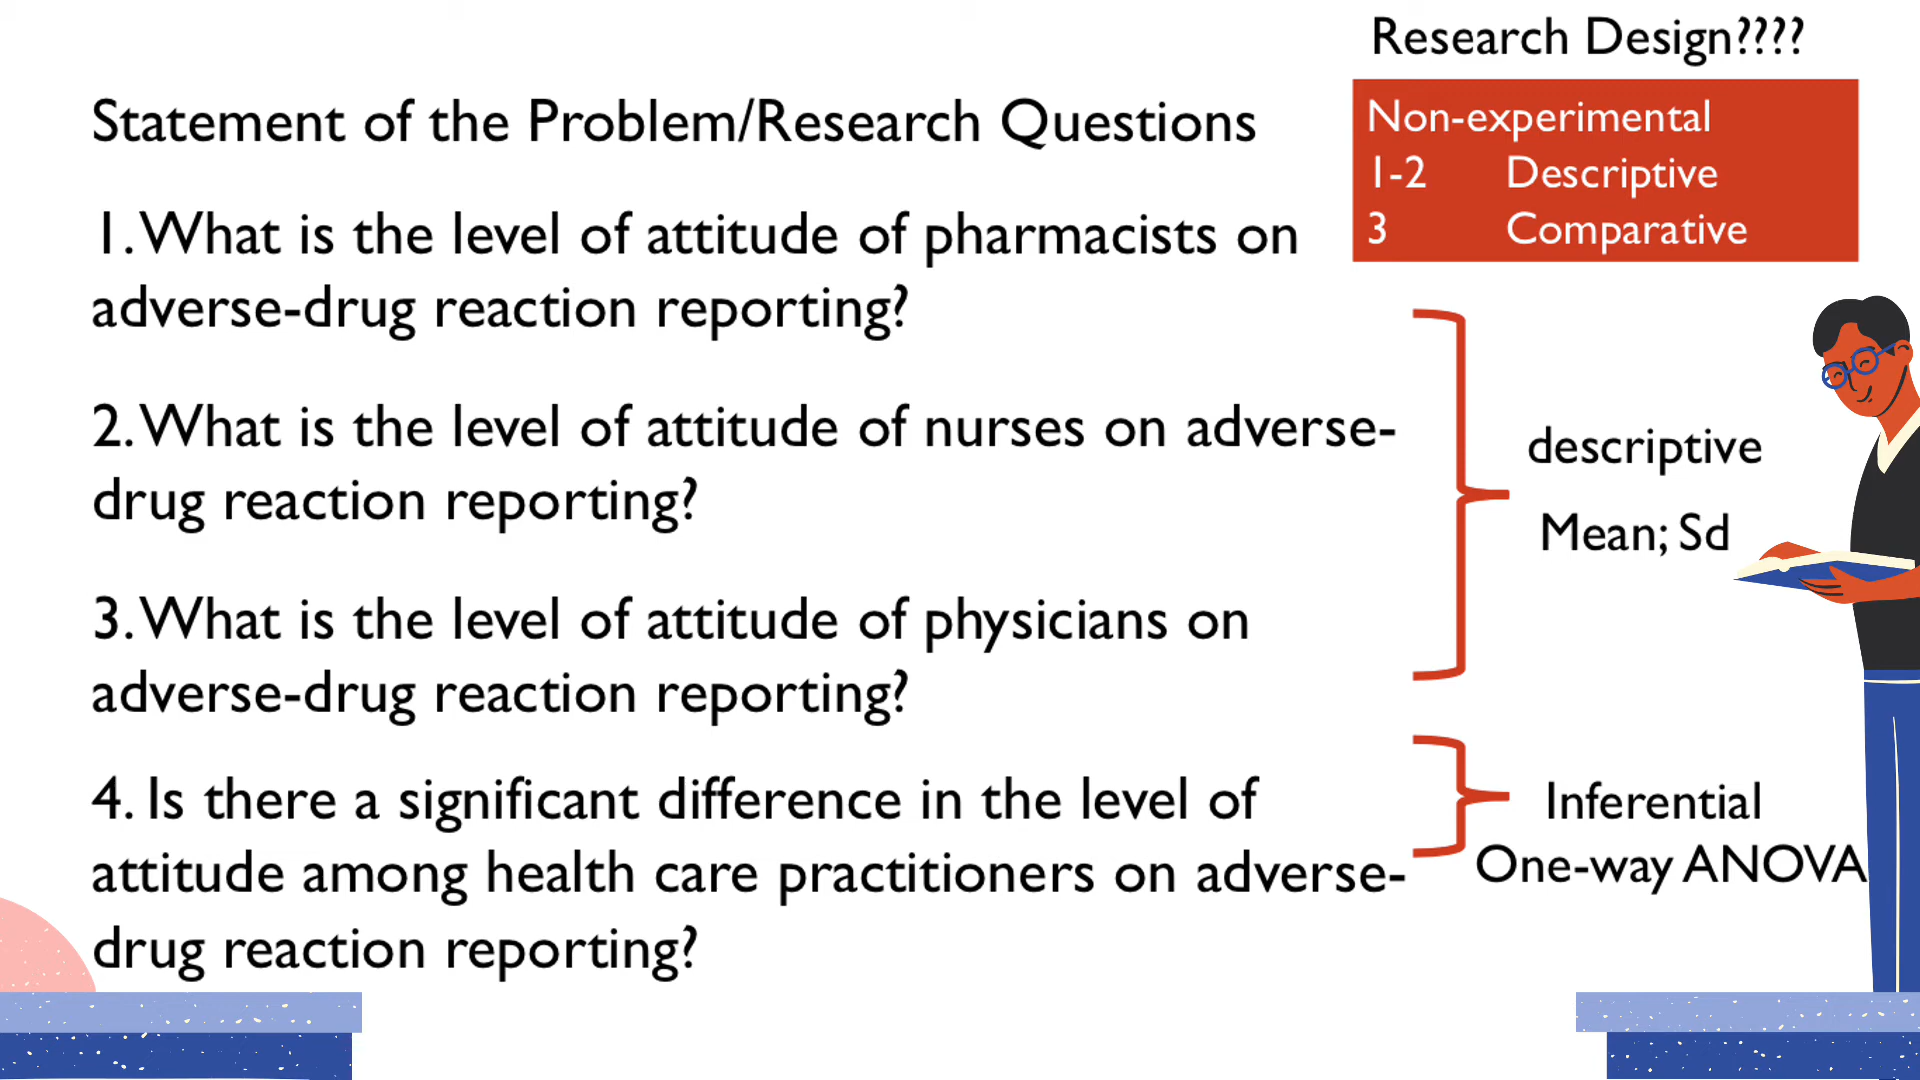 Research Design????
Statement of the Problem/Research Questions
Non-experimental
1-2 Descriptive
3 Comparative
1. What is the level of attitude of pharmacists on
adverse-drug reaction reporting?
2. What is the level of attitude of nurses on adverse-
drug reaction reporting?
3. What is the level of attitude of physicians on
adverse-drug reaction reporting?
descriptive
Mean; Sd
4. Is there a significant difference in the level of
attitude among health care practitioners on adverse-
drug reaction reporting?
Inferential
One-way ANOVA